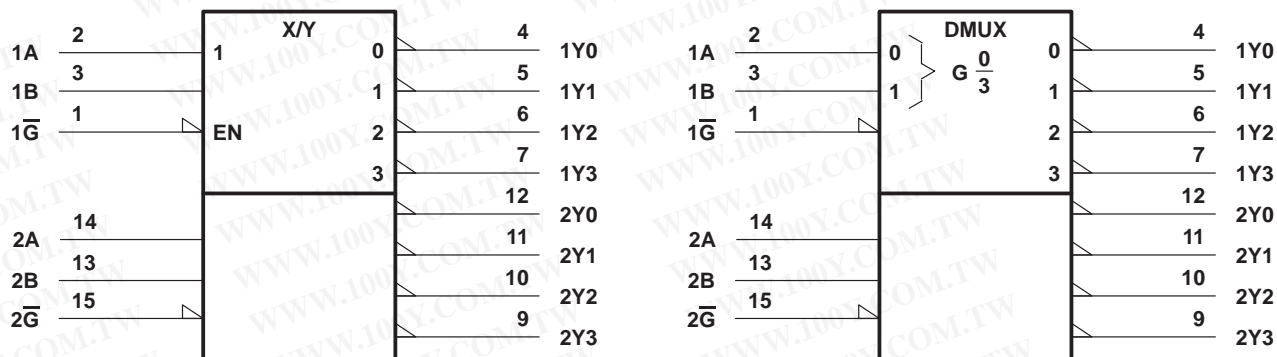 X/Y
1A 2 1 0 4 1Y0
1B 3 1 5 1Y1
1G̅ 1 EN 2 6 1Y2
3 7 1Y3
12 2Y0
2A 14 11 2Y1
2B 13 10 2Y2
2G̅ 15 9 2Y3
DMUX
1A 2 0 G 0/3 0 4 1Y0
1B 3 1 1 5 1Y1
1G̅ 1 2 6 1Y2
3 7 1Y3
12 2Y0
2A 14 11 2Y1
2B 13 10 2Y2
2G̅ 15 9 2Y3
WWW.100Y.COM.TW